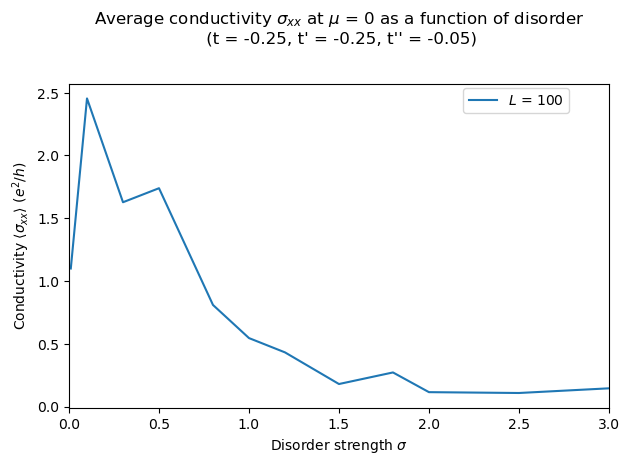 Average conductivity σxx at μ = 0 as a function of disorder
(t = -0.25, t' = -0.25, t'' = -0.05)
L = 100
Conductivity ⟨σxx⟩ (e²/h)
2.5
2.0
1.5
1.0
0.5
0.0
0.0 0.5 1.0 1.5 2.0 2.5 3.0
Disorder strength σ